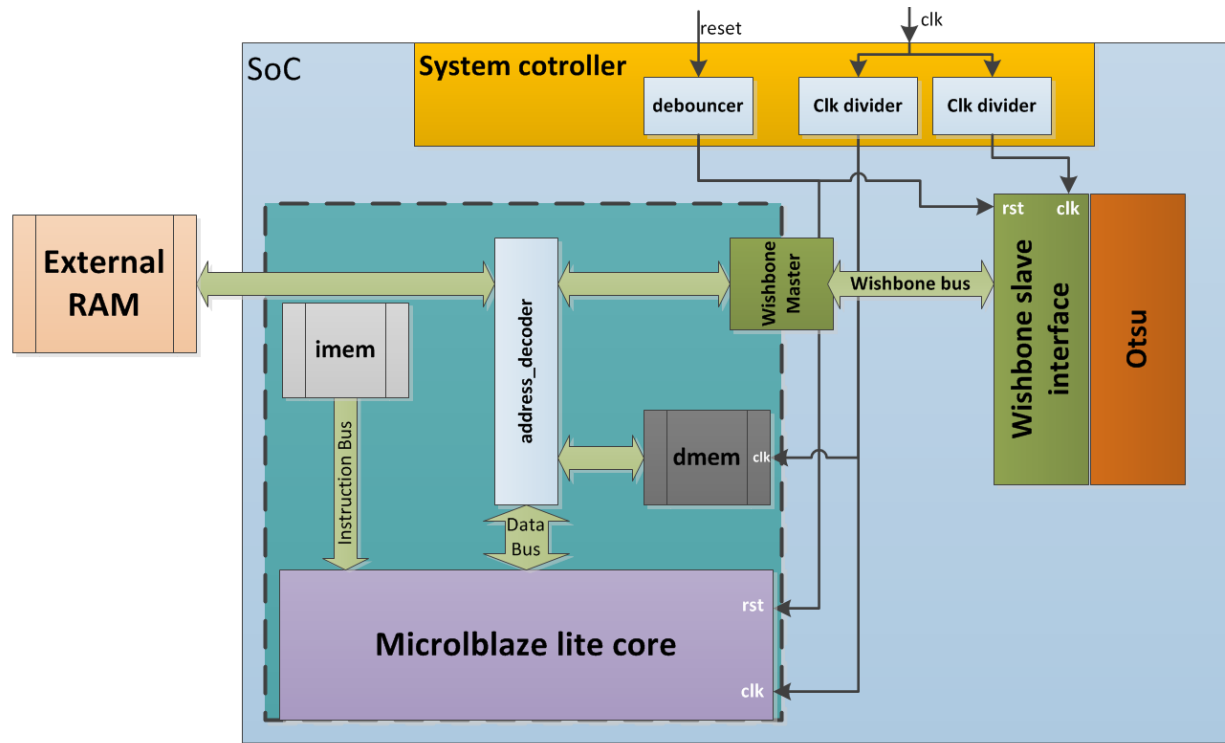 reset
clk
SoC
System cotroller
debouncer
Clk divider
Clk divider
rst
clk
External
RAM
address_decoder
Wishbone
Master
Wishbone bus
Wishbone slave
interface
Otsu
imem
Instruction Bus
dmem
clk
Data
Bus
rst
Microlblaze lite core
clk